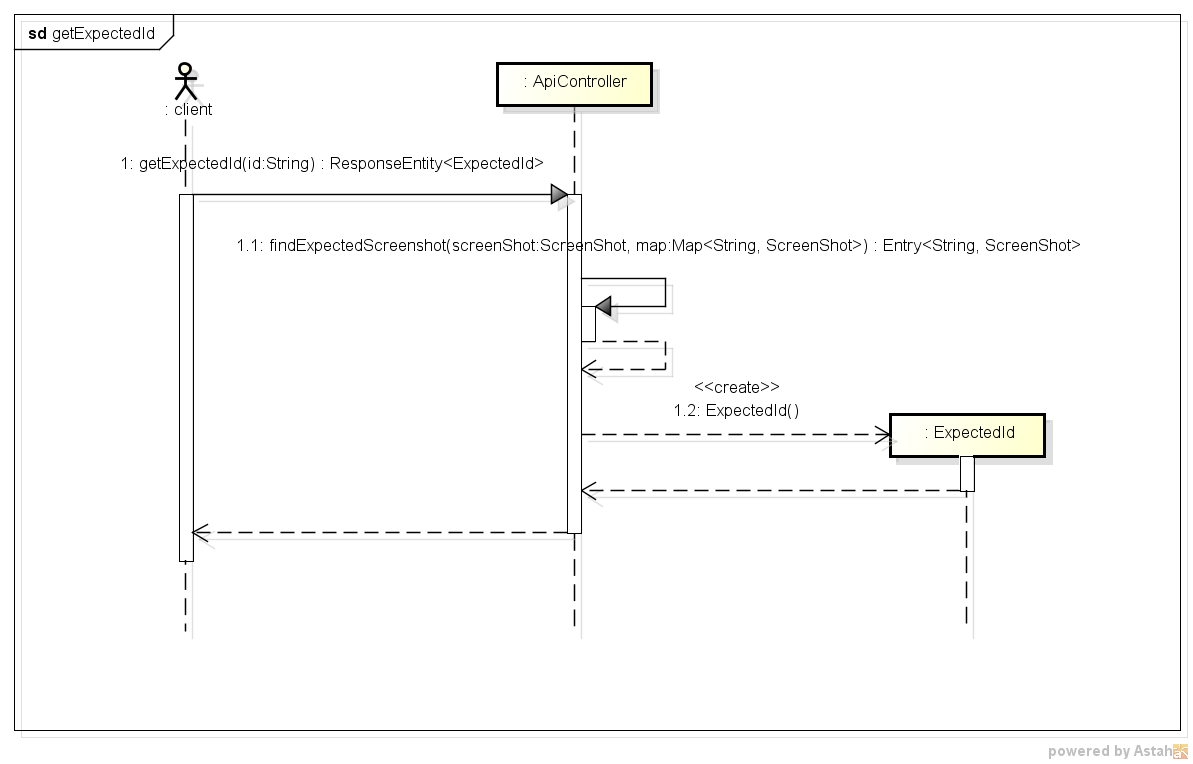 sd getExpectedId
: client
: ApiController
1: getExpectedId(id:String) : ResponseEntity<ExpectedId>
1.1: findExpectedScreenshot(screenShot:ScreenShot, map:Map<String, ScreenShot>) : Entry<String, ScreenShot>
<<create>>
1.2: ExpectedId()
: ExpectedId
powered by Astah